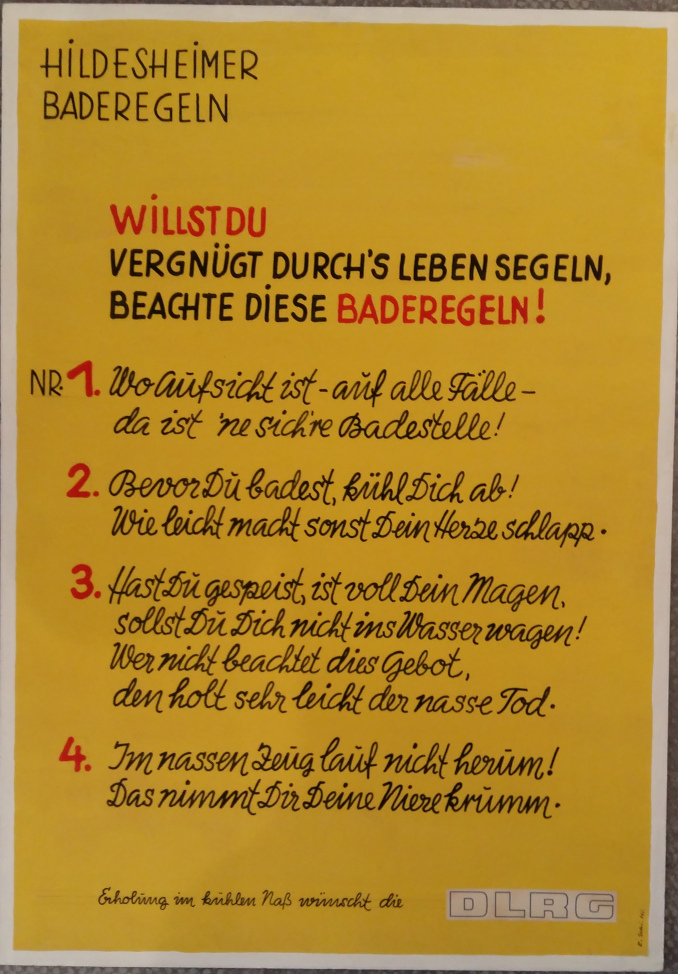 HILDESHEIMER
BADEREGELN
WILLST DU
VERGNÜGT DURCH'S LEBEN SEGELN,
BEACHTE DIESE BADEREGELN!
NR. 1. Wo Aufsicht ist - auf alle Fälle -
da ist 'ne sich're Badestelle!
2. Bevor Du badest, kühl Dich ab!
Wie leicht macht sonst Dein Herze schlapp.
3. Hast Du gespeist, ist voll Dein Magen,
sollst Du Dich nicht ins Wasser wagen!
Wer nicht beachtet dies Gebot,
den holt sehr leicht der nasse Tod.
4. Im nassen Zeug lauf nicht herum!
Das nimmt Dir Deine Niere krumm.
Erholung im kühlen Naß wünscht die DLRG